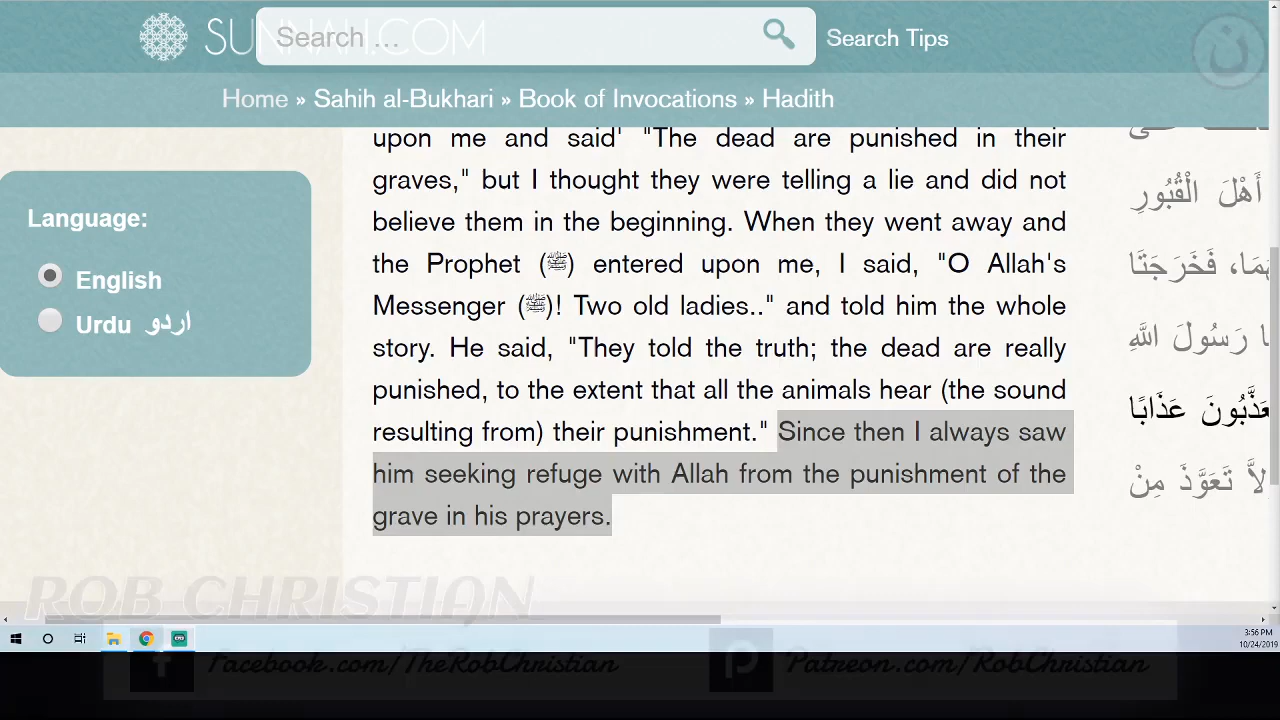 SUNNAH.COM
Search ...
Search Tips
ن
Home » Sahih al-Bukhari » Book of Invocations » Hadith
Language:
English
Urdu اردو
upon me and said' "The dead are punished in their
graves," but I thought they were telling a lie and did not
believe them in the beginning. When they went away and
the Prophet (ﷺ) entered upon me, I said, "O Allah's
Messenger (ﷺ)! Two old ladies.." and told him the whole
story. He said, "They told the truth; the dead are really
punished, to the extent that all the animals hear (the sound
resulting from) their punishment." Since then I always saw
him seeking refuge with Allah from the punishment of the
grave in his prayers.
أَهْلَ الْقُبُورِ
فَخَرَجَتَا
رَسُولَ اللَّهِ
عَذَابًا
تَعَوَّذَ مِنْ
ROB CHRISTIAN
3:56 PM
10/24/2019
f
Facebook.com/TheRobChristian
Patreon.com/RobChristian